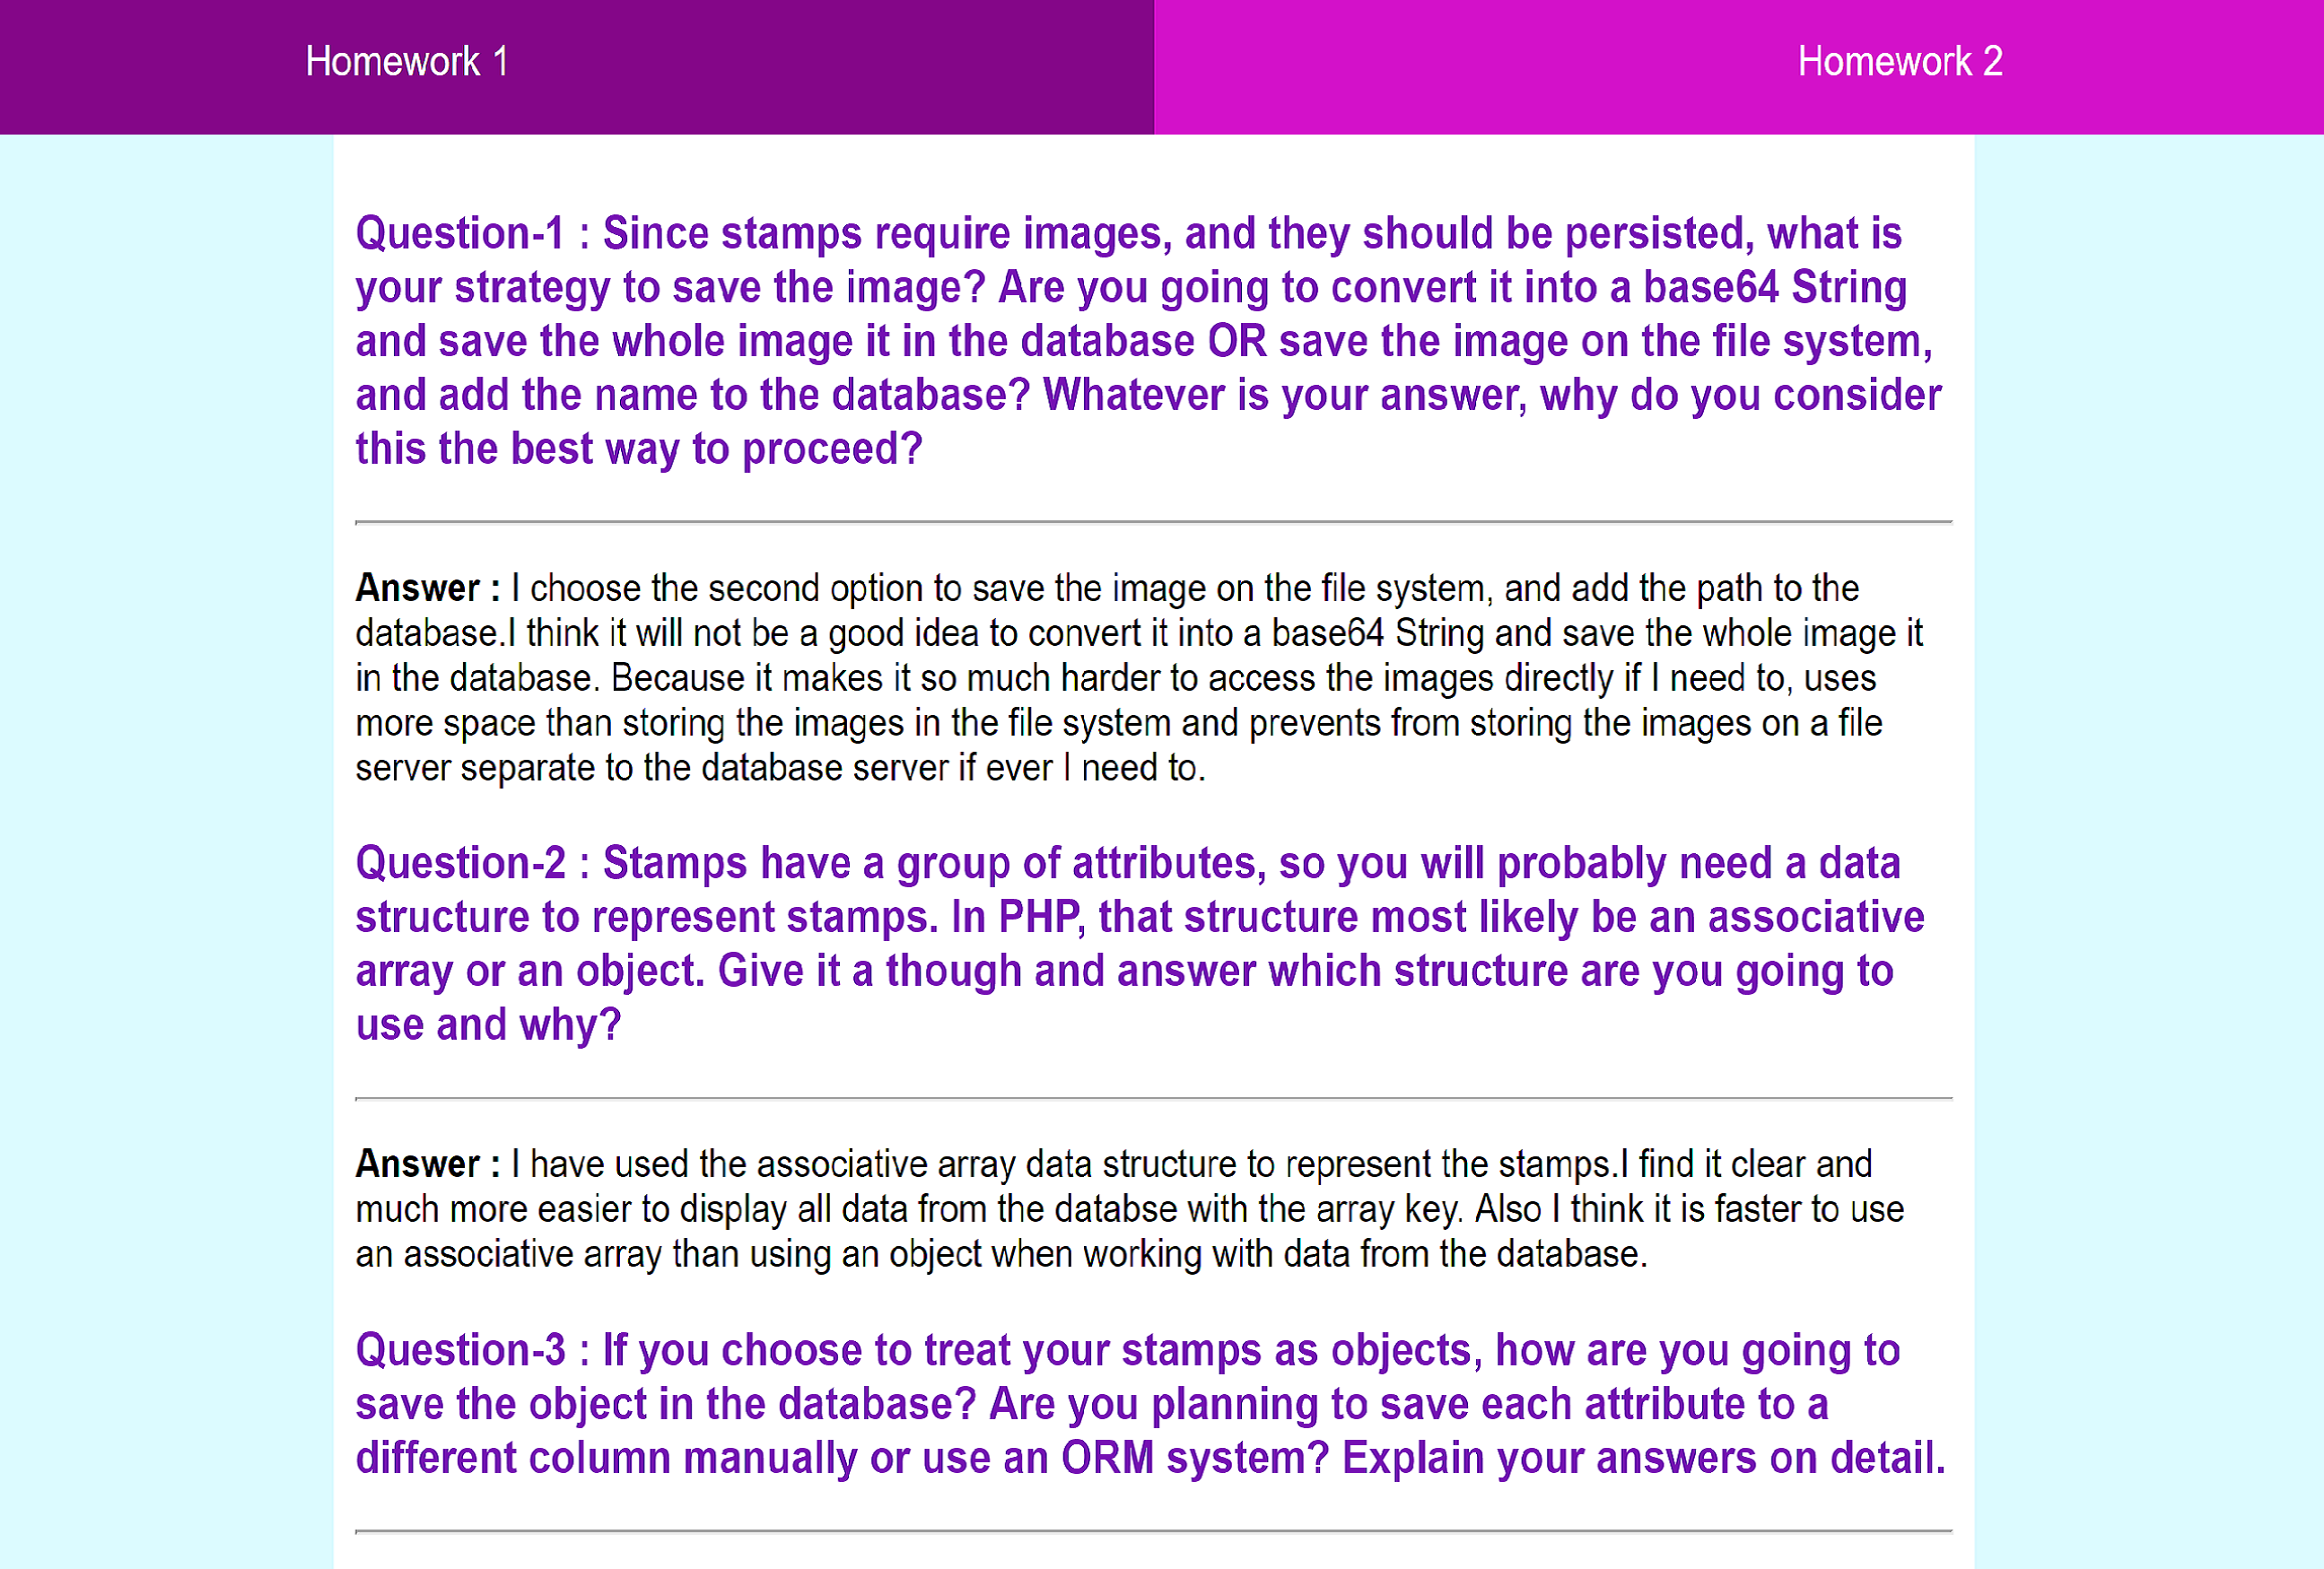 Homework 1
Homework 2
Question-1 : Since stamps require images, and they should be persisted, what is
your strategy to save the image? Are you going to convert it into a base64 String
and save the whole image it in the database OR save the image on the file system,
and add the name to the database? Whatever is your answer, why do you consider
this the best way to proceed?
Answer : I choose the second option to save the image on the file system, and add the path to the
database.I think it will not be a good idea to convert it into a base64 String and save the whole image it
in the database. Because it makes it so much harder to access the images directly if I need to, uses
more space than storing the images in the file system and prevents from storing the images on a file
server separate to the database server if ever I need to.
Question-2 : Stamps have a group of attributes, so you will probably need a data
structure to represent stamps. In PHP, that structure most likely be an associative
array or an object. Give it a though and answer which structure are you going to
use and why?
Answer : I have used the associative array data structure to represent the stamps.I find it clear and
much more easier to display all data from the databse with the array key. Also I think it is faster to use
an associative array than using an object when working with data from the database.
Question-3 : If you choose to treat your stamps as objects, how are you going to
save the object in the database? Are you planning to save each attribute to a
different column manually or use an ORM system? Explain your answers on detail.